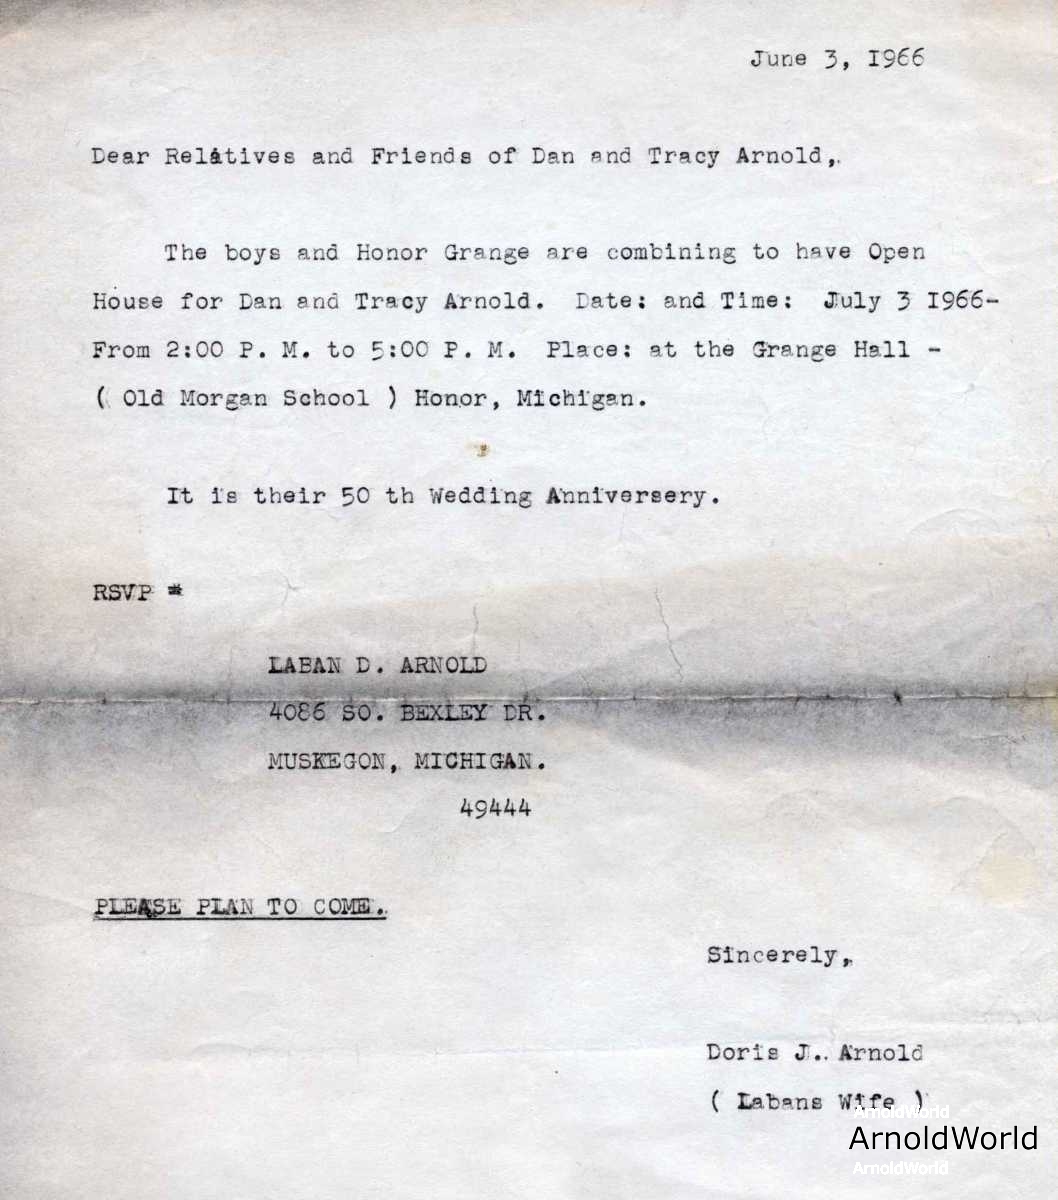 June 3, 1966
Dear Relatives and Friends of Dan and Tracy Arnold,.
The boys and Honor Grange are combining to have Open
House for Dan and Tracy Arnold. Date: and Time: July 3 1966-
From 2:00 P. M. to 5:00 P. M. Place: at the Grange Hall -
( Old Morgan School ) Honor, Michigan.
It is their 50 th Wedding Anniversery.
RSVP *
LABAN D. ARNOLD
4086 SO. BEXLEY DR.
MUSKEGON, MICHIGAN.
49444
PLEASE PLAN TO COME.
Sincerely,
Doris J.. Arnold
( Labans Wife )
ArnoldWorld
ArnoldWorld
ArnoldWorld